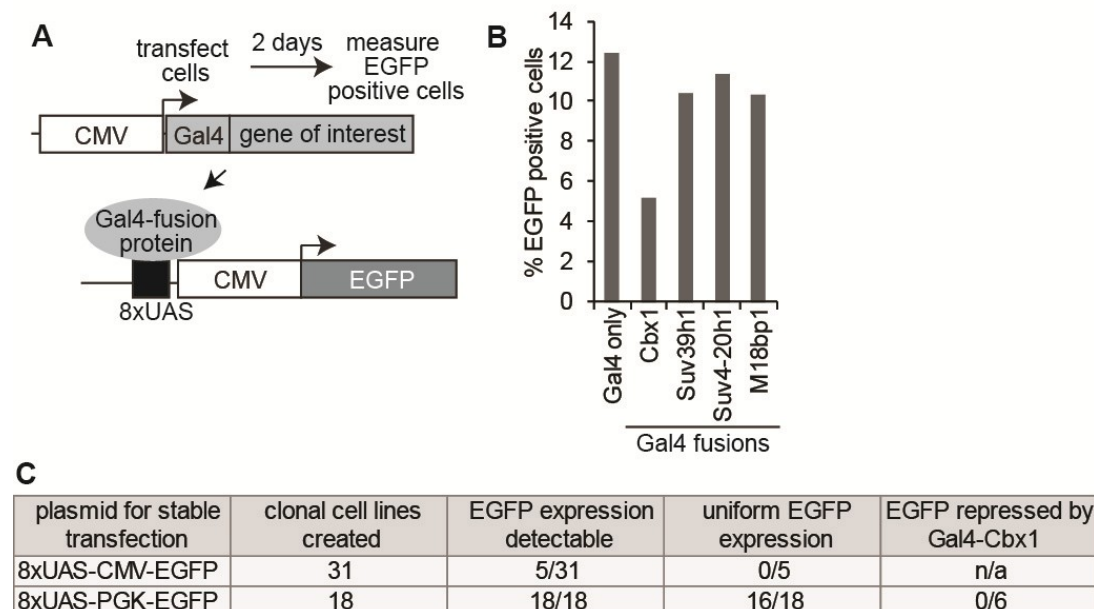 A
transfect
cells
2 days
measure
EGFP
positive cells
CMV
Gal4
gene of interest
Gal4-fusion
protein
CMV
EGFP
8xUAS
B
14
12
10
8
6
4
2
0
% EGFP positive cells
Gal4 only
Cbx1
Suv39h1
Suv4-20h1
M18bp1
Gal4 fusions
C
plasmid for stable
transfection
clonal cell lines
created
EGFP expression
detectable
uniform EGFP
expression
EGFP repressed by
Gal4-Cbx1
8xUAS-CMV-EGFP 31 5/31 0/5 n/a
8xUAS-PGK-EGFP 18 18/18 16/18 0/6